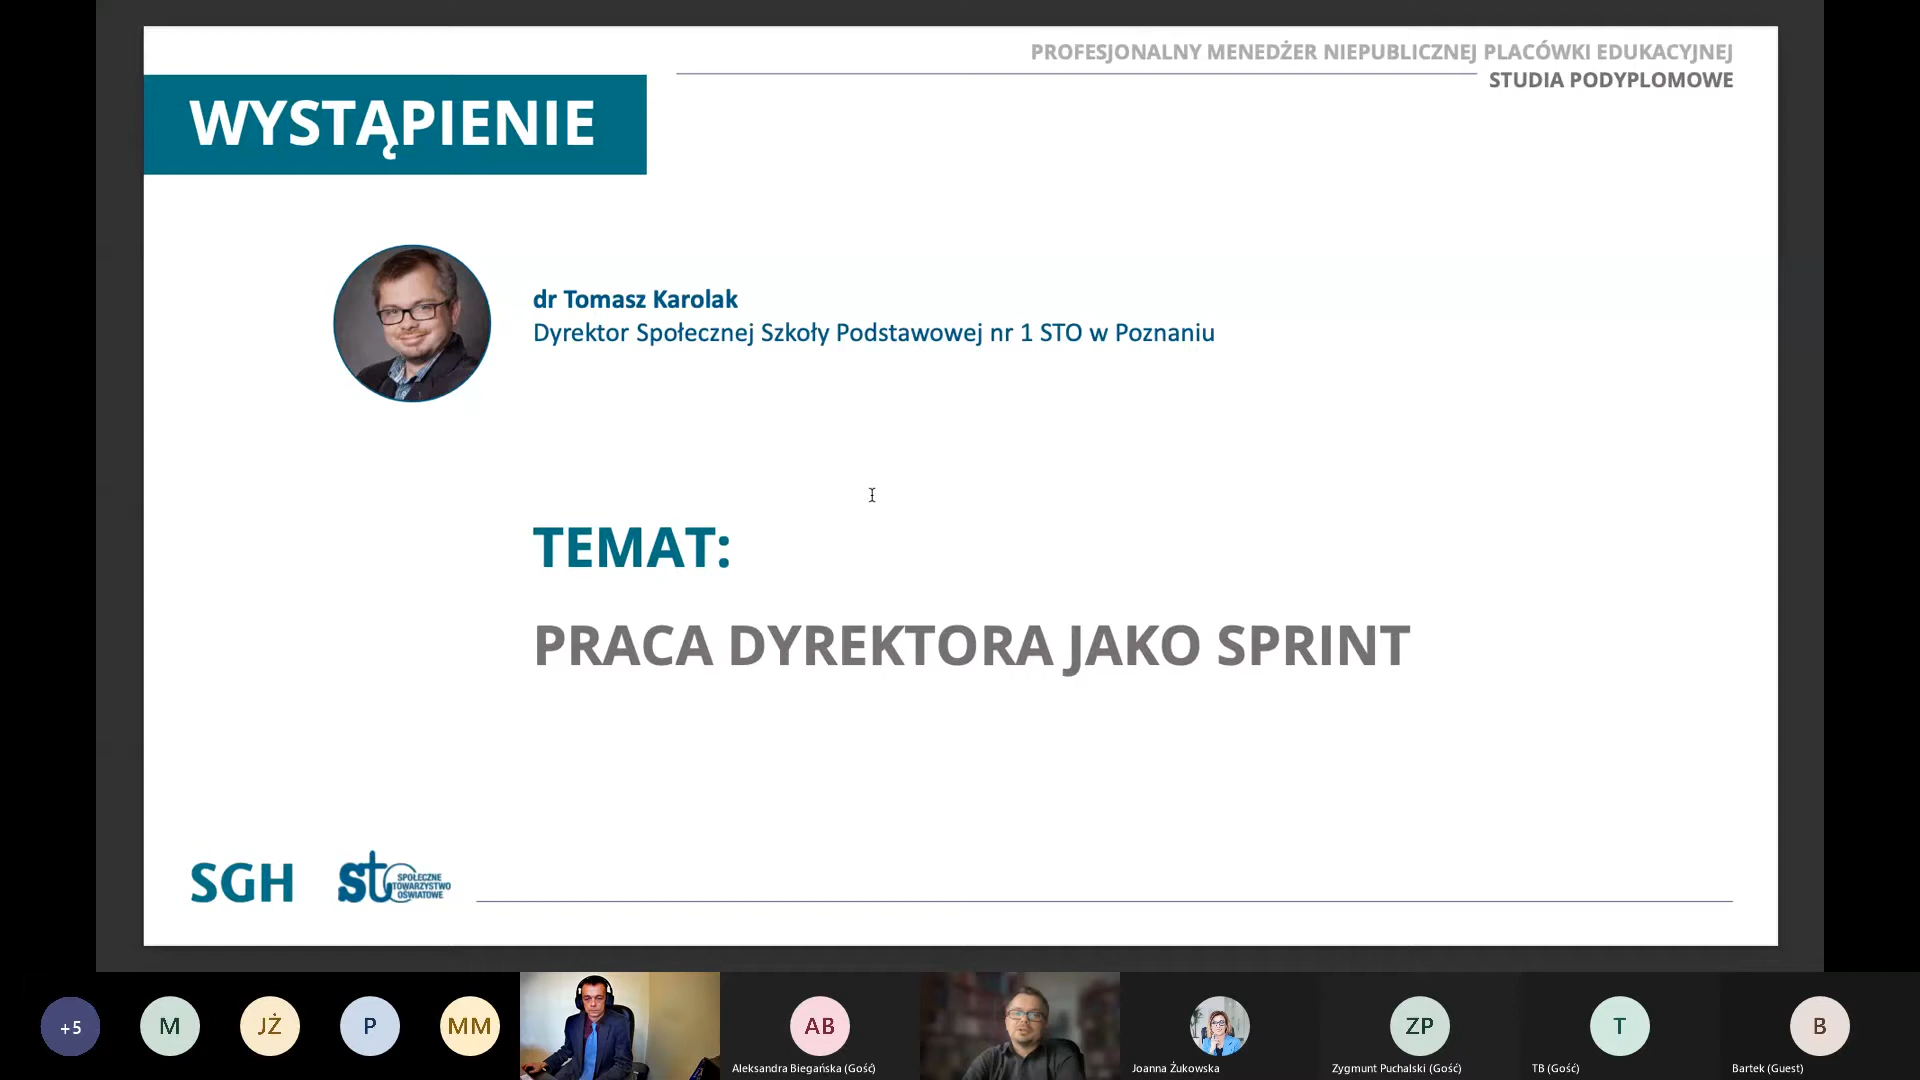 PROFESJONALNY MENEDŻER NIEPUBLICZNEJ PLACÓWKI EDUKACYJNEJ
STUDIA PODYPLOMOWE
WYSTĄPIENIE
dr Tomasz Karolak
Dyrektor Społecznej Szkoły Podstawowej nr 1 STO w Poznaniu
TEMAT:
PRACA DYREKTORA JAKO SPRINT
SGH
sto
SPOŁECZNE
TOWARZYSTWO
OŚWIATOWE
+5
M
JŻ
P
MM
AB
ZP
T
B
Aleksandra Biegańska (Gość)
Joanna Żukowska
Zygmunt Puchalski (Gość)
TB (Gość)
Bartek (Guest)